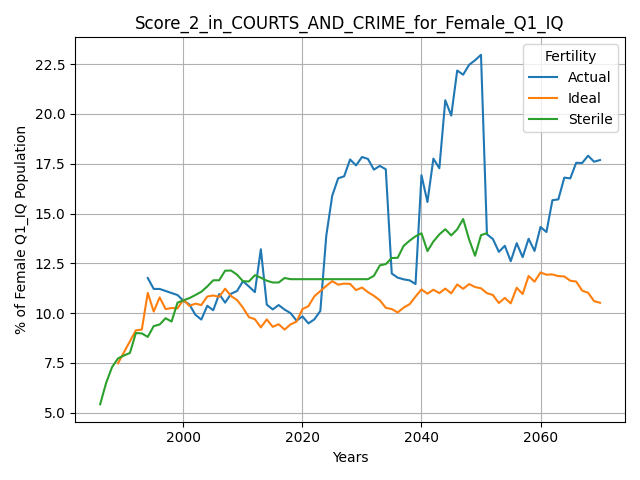 Score_2_in_COURTS_AND_CRIME_for_Female_Q1_IQ
Fertility
Actual
Ideal
Sterile
% of Female Q1_IQ Population
22.5
20.0
17.5
15.0
12.5
10.0
7.5
5.0
2000 2020 2040 2060
Years